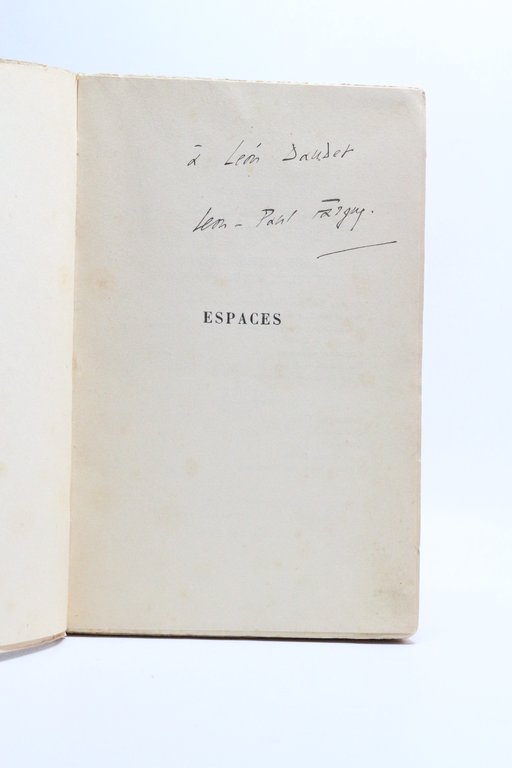 à Léon Daudet
Léon-Paul Fargue.
ESPACES